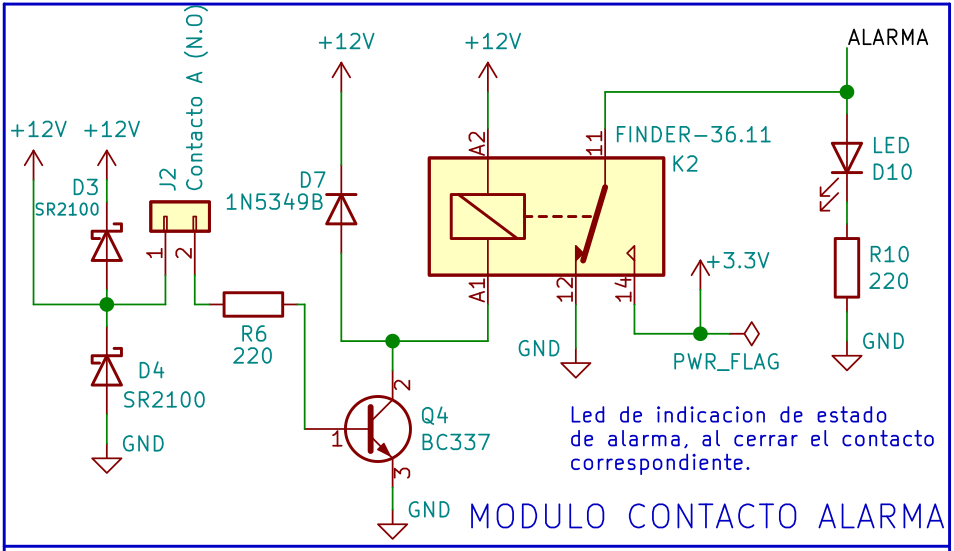 Contacto A (N.O)
J2
+12V
+12V
ALARMA
+12V
+12V
D3
SR2100
1
2
D7
1N5349B
A2
11
FINDER-36.11
K2
A1
12
14
LED
D10
R10
220
GND
+3.3V
PWR_FLAG
GND
R6
220
D4
SR2100
GND
2
1
3
Q4
BC337
GND
Led de indicacion de estado
de alarma, al cerrar el contacto
correspondiente.
MODULO CONTACTO ALARMA